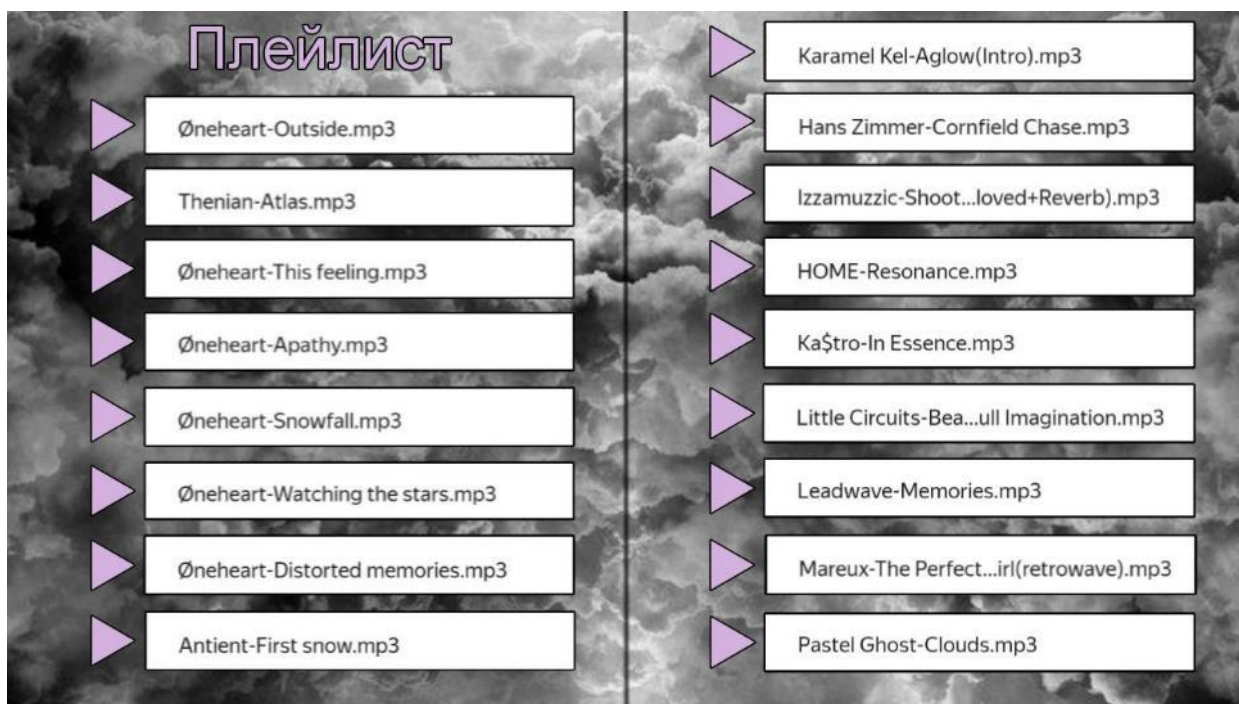 Плейлист
Øneheart-Outside.mp3
Thenian-Atlas.mp3
Øneheart-This feeling.mp3
Øneheart-Apathy.mp3
Øneheart-Snowfall.mp3
Øneheart-Watching the stars.mp3
Øneheart-Distorted memories.mp3
Antient-First snow.mp3
Karamel Kel-Aglow(Intro).mp3
Hans Zimmer-Cornfield Chase.mp3
Izzamuzzic-Shoot...loved+Reverb).mp3
HOME-Resonance.mp3
Ka$tro-In Essence.mp3
Little Circuits-Bea...ull Imagination.mp3
Leadwave-Memories.mp3
Mareux-The Perfect...irl(retrowave).mp3
Pastel Ghost-Clouds.mp3